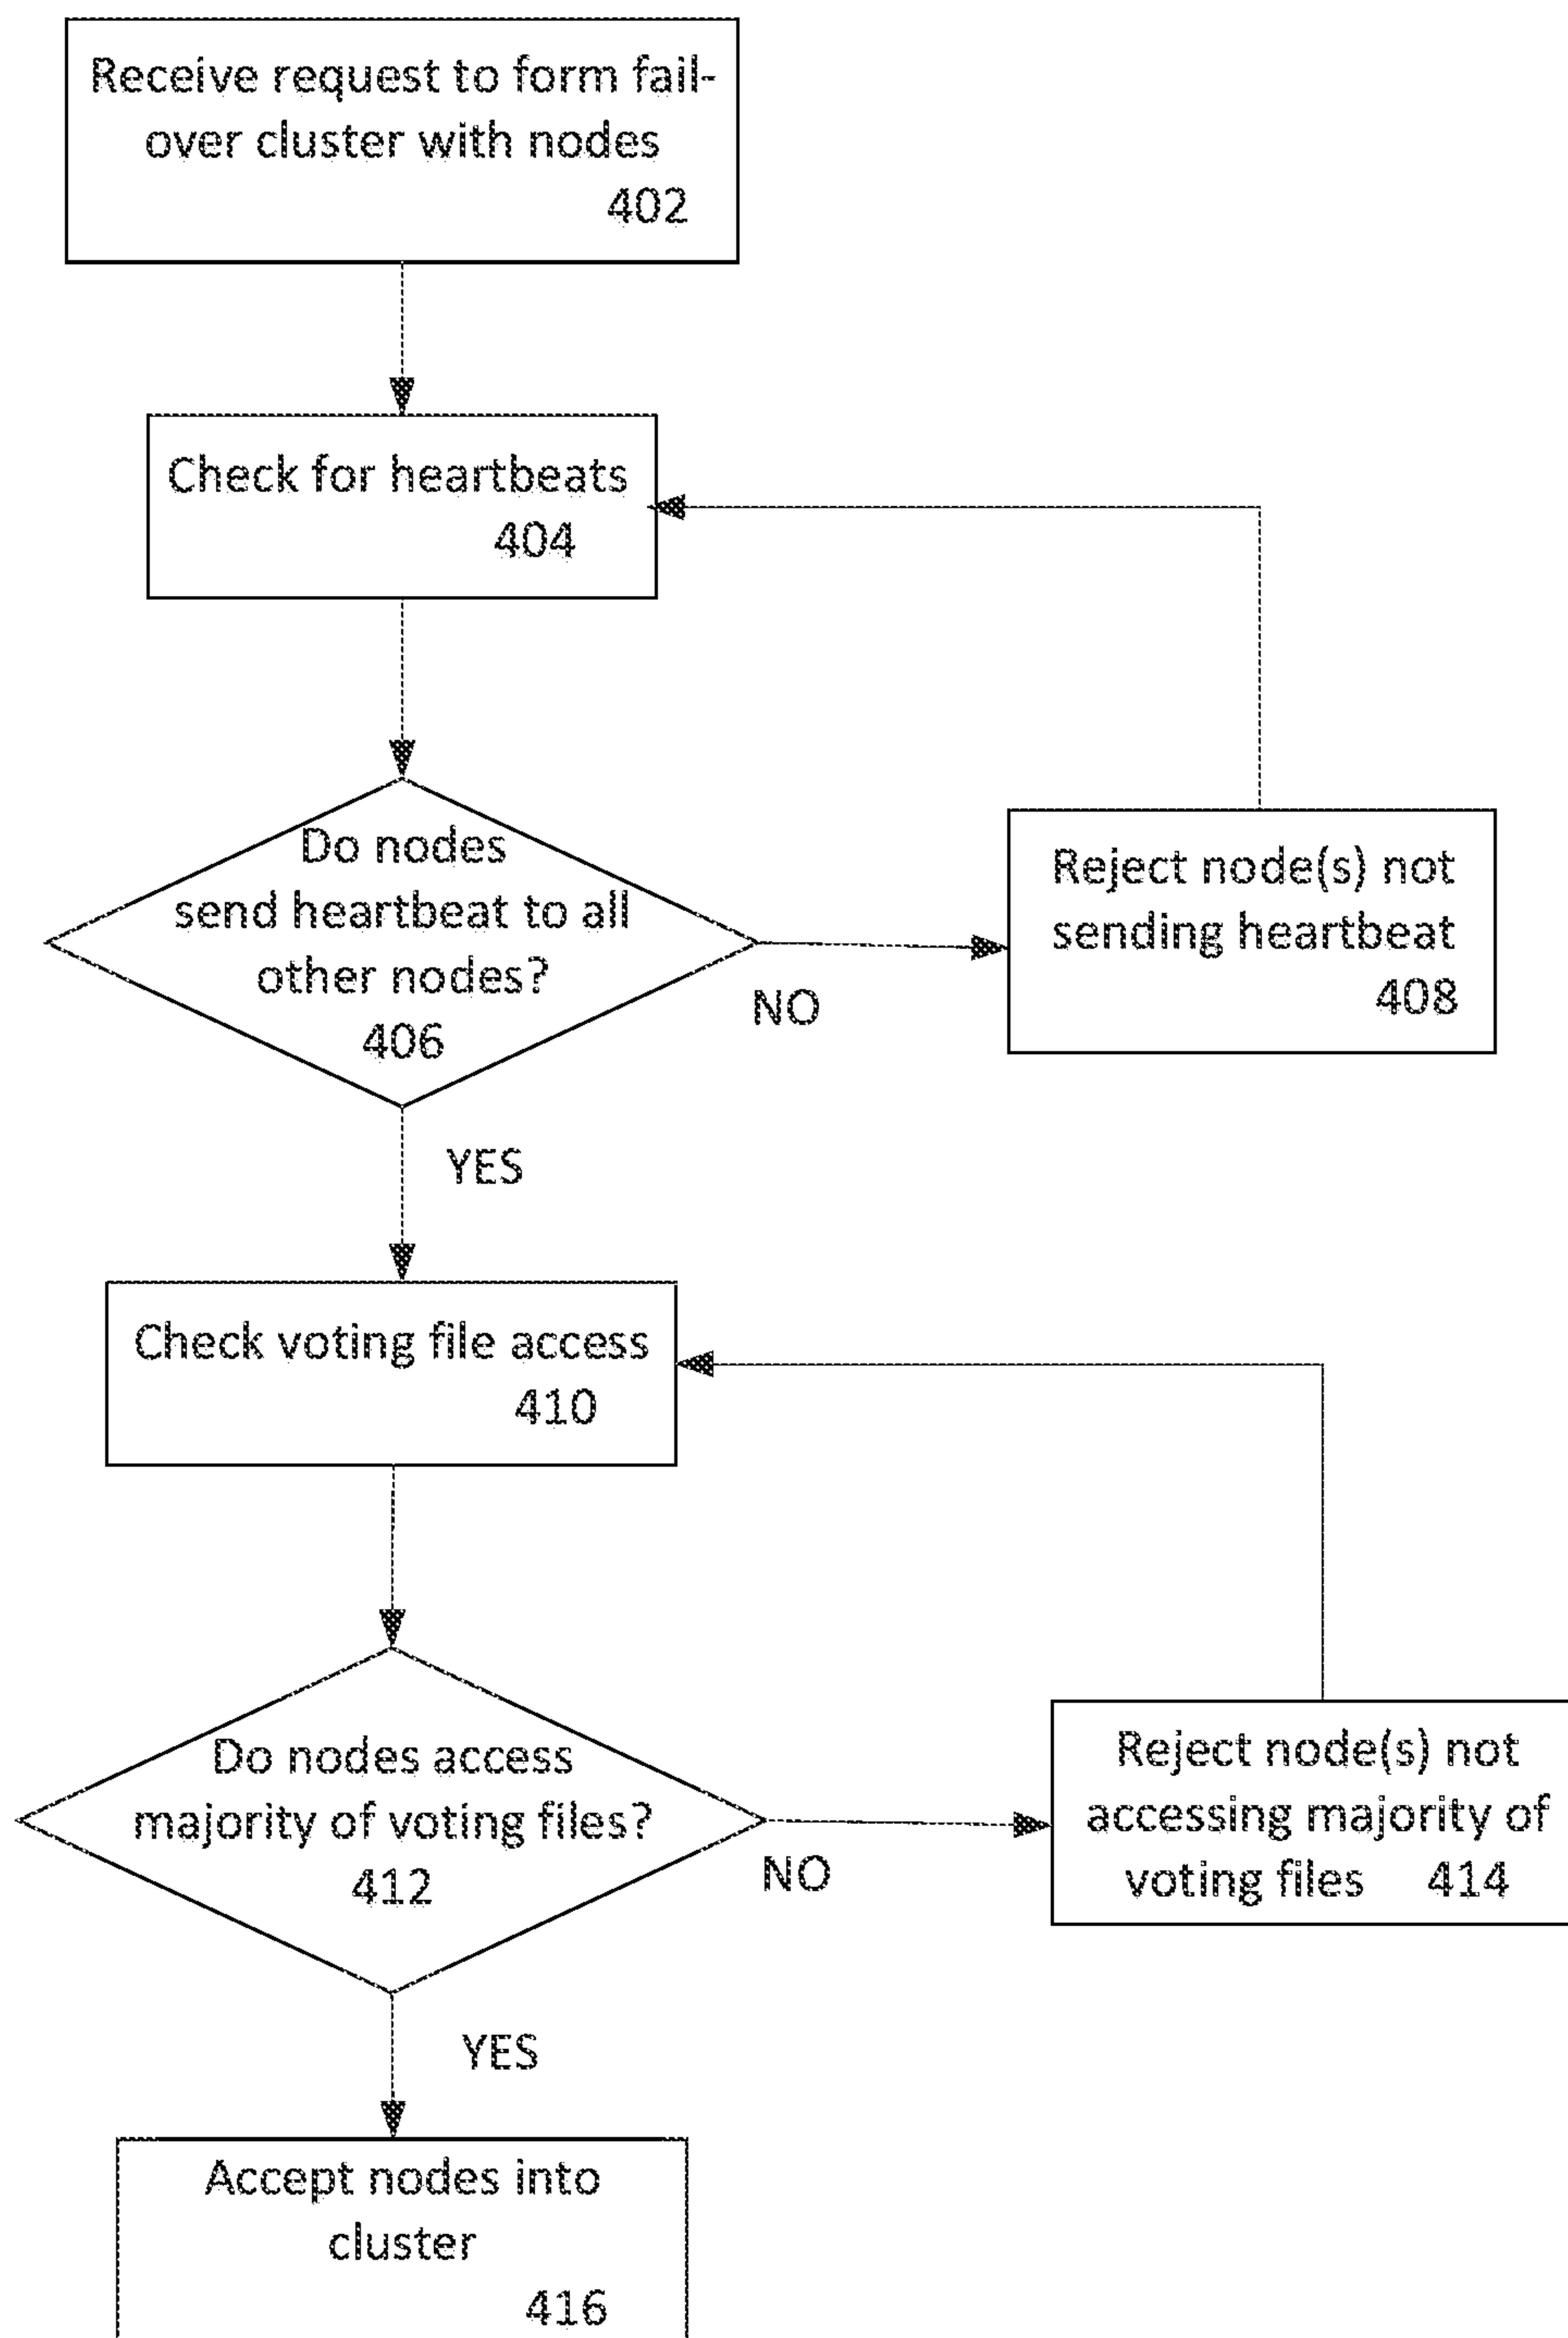 Receive request to form fail-
over cluster with nodes
402
Check for heartbeats
404
Do nodes
send heartbeat to all
other nodes?
406
NO
Reject node(s) not
sending heartbeat
408
YES
Check voting file access
410
Do nodes access
majority of voting files?
412
NO
Reject node(s) not
accessing majority of
voting files 414
YES
Accept nodes into
cluster
416